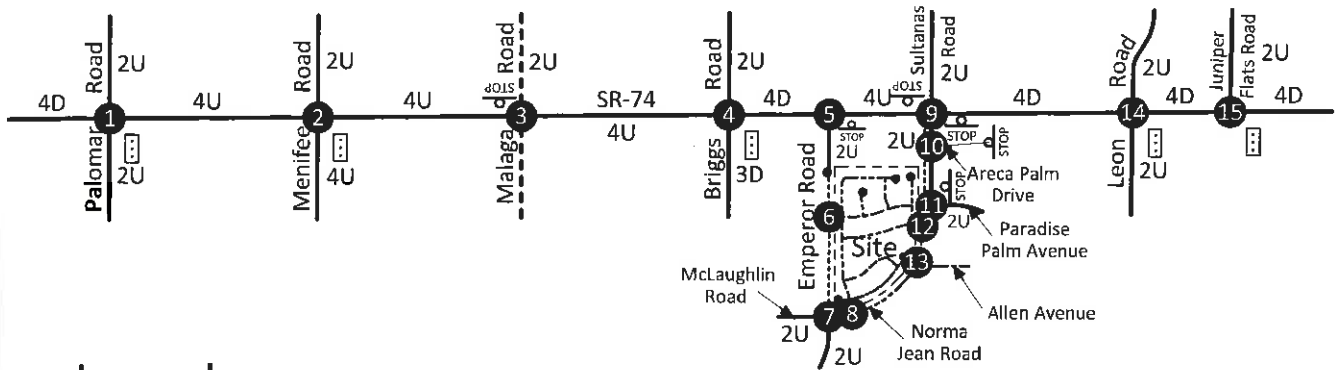 Palomar Road
2U
4D
1
2U
4U
Menifee Road
2U
2
4U
4U
Malaga Road
2U
STOP
3
SR-74
4U
Briggs Road
2U
4
3D
4D
5
STOP
2U
4U
STOP
Sultanas Road
2U
9
STOP
2U
10
STOP
Areca Palm
Drive
STOP
11
2U
Paradise
Palm Avenue
12
Emperor Road
6
Site
13
Allen Avenue
McLaughlin
Road
2U
7
8
2U
Norma
Jean Road
4D
Leon Road
2U
14
2U
4D
Juniper
Flats Road
2U
15
4D